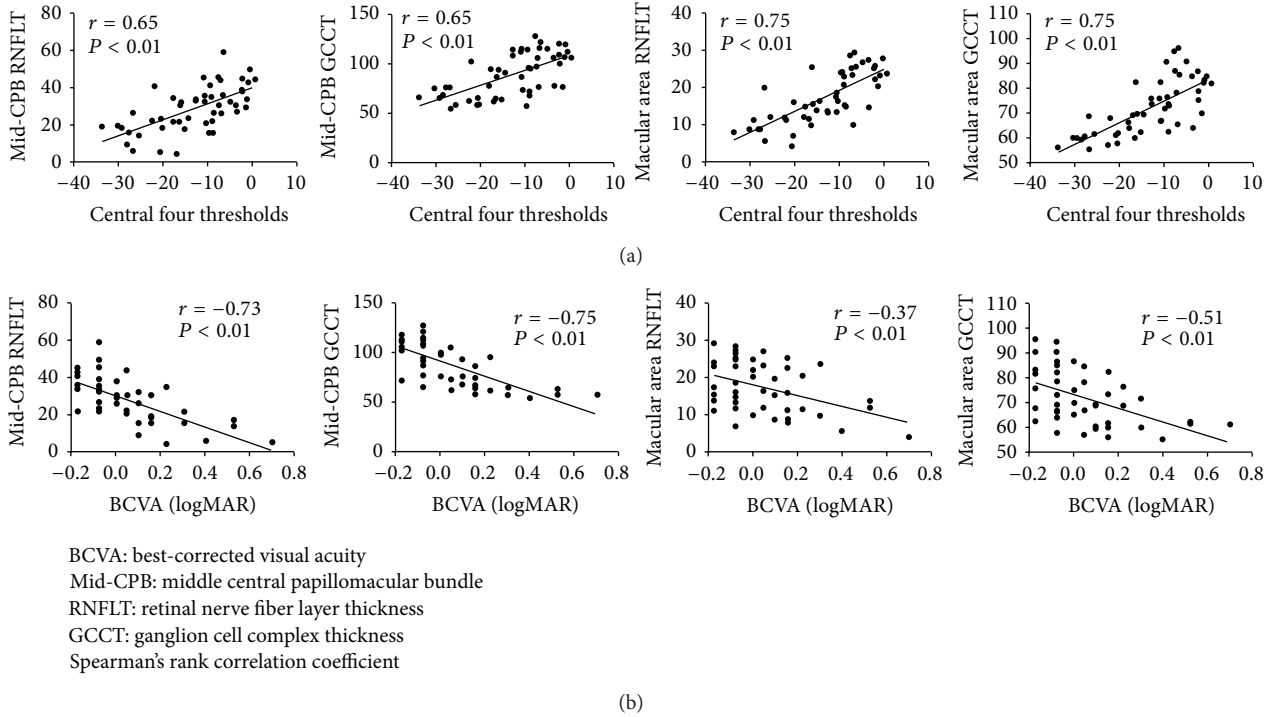 r = 0.65
P < 0.01
Mid-CPB RNFLT
80
60
40
20
0
−40 −30 −20 −10 0 10
Central four thresholds
r = 0.65
P < 0.01
Mid-CPB GCCT
150
100
50
0
−40 −30 −20 −10 0 10
Central four thresholds
r = 0.75
P < 0.01
Macular area RNFLT
40
30
20
10
0
−40 −30 −20 −10 0 10
Central four thresholds
r = 0.75
P < 0.01
Macular area GCCT
110
100
90
80
70
60
50
−40 −30 −20 −10 0 10
Central four thresholds
(a)
r = −0.73
P < 0.01
Mid-CPB RNFLT
80
60
40
20
0
−0.2 0.0 0.2 0.4 0.6 0.8
BCVA (logMAR)
r = −0.75
P < 0.01
Mid-CPB GCCT
150
100
50
0
−0.2 0.0 0.2 0.4 0.6 0.8
BCVA (logMAR)
r = −0.37
P < 0.01
Macular area RNFLT
40
30
20
10
0
−0.2 0.0 0.2 0.4 0.6 0.8
BCVA (logMAR)
r = −0.51
P < 0.01
Macular area GCCT
110
100
90
80
70
60
50
−0.2 0.0 0.2 0.4 0.6 0.8
BCVA (logMAR)
BCVA: best-corrected visual acuity
Mid-CPB: middle central papillomacular bundle
RNFLT: retinal nerve fiber layer thickness
GCCT: ganglion cell complex thickness
Spearman's rank correlation coefficient
(b)